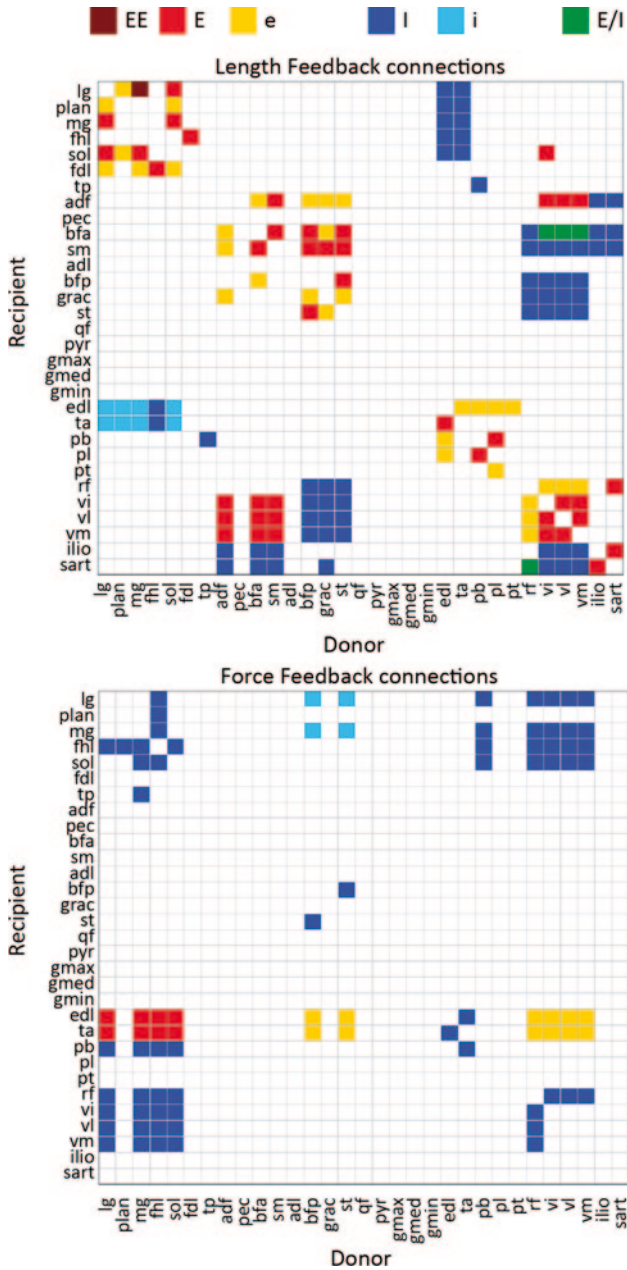 EE E e I i E/I
Length Feedback connections
lg
plan
mg
fhl
sol
fdl
tp
adf
pec
bfa
sm
adl
bfp
grac
st
qf
pyr
gmax
gmed
gmin
edl
ta
pb
pl
pt
rf
vi
vl
vm
ilio
sart
Recipient
lg plan mg fhl sol fdl tp adf pec bfa sm adl bfp grac st qf pyr gmax gmed gmin edl ta pb pl pt rf vi vl vm ilio sart
Donor
Force Feedback connections
lg
plan
mg
fhl
sol
fdl
tp
adf
pec
bfa
sm
adl
bfp
grac
st
qf
pyr
gmax
gmed
gmin
edl
ta
pb
pl
pt
rf
vi
vl
vm
ilio
sart
Recipient
lg plan mg fhl sol fdl tp adf pec bfa sm adl bfp grac st qf pyr gmax gmed gmin edl ta pb pl pt rf vi vl vm ilio sart
Donor